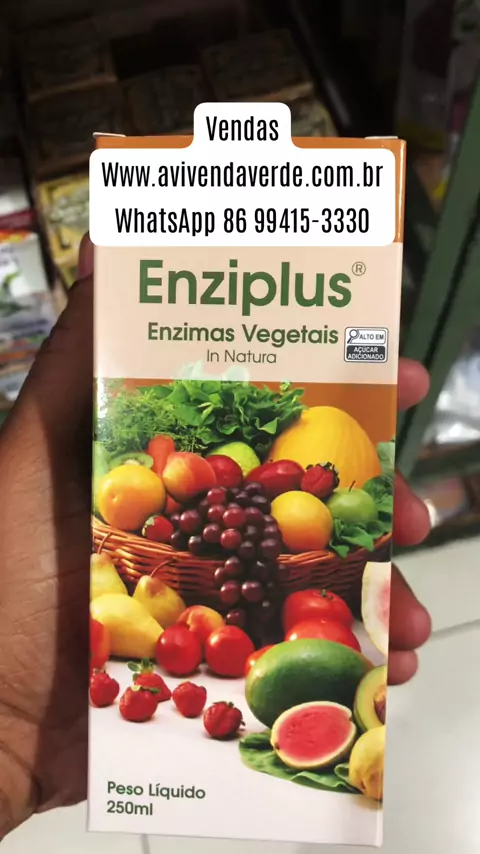 Vendas
Www.avivendaverde.com.br
WhatsApp 86 99415-3330
Enziplus®
Enzimas Vegetais
In Natura
ALTO EM
AÇÚCAR
ADICIONADO
Peso Líquido
250ml